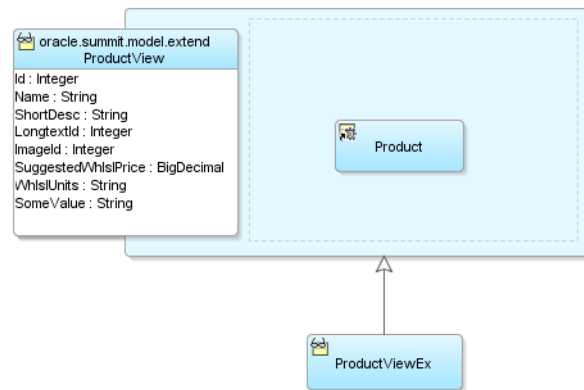 oracle.summit.model.extend
ProductView
Id : Integer
Name : String
ShortDesc : String
LongtextId : Integer
ImageId : Integer
SuggestedWhlslPrice : BigDecimal
WhlslUnits : String
SomeValue : String
Product
ProductViewEx